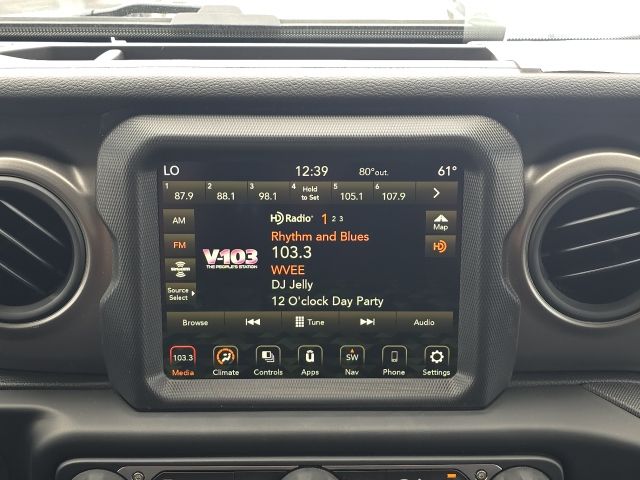 LO 12:39 80° out. 61°
1 87.9 2 88.1 3 98.1 4 Hold to Set 5 105.1 6 107.9
AM
HD Radio 1 2 3
Map
FM
Rhythm and Blues
HD
V-103
THE PEOPLE'S STATION
103.3
SiriusXM
WVEE
Source Select
DJ Jelly
12 O'clock Day Party
Browse Tune Audio
103.3 SW
Media Climate Controls Apps Nav Phone Settings